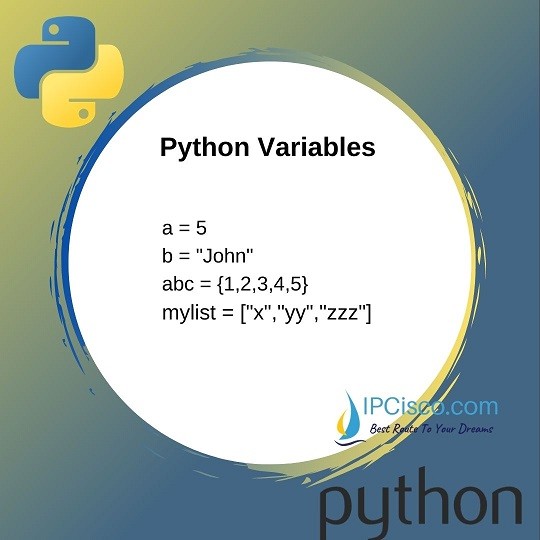 Python Variables
a = 5
b = "John"
abc = {1,2,3,4,5}
mylist = ["x","yy","zzz"]
IPCisco.com
Best Route To Your Dreams
python